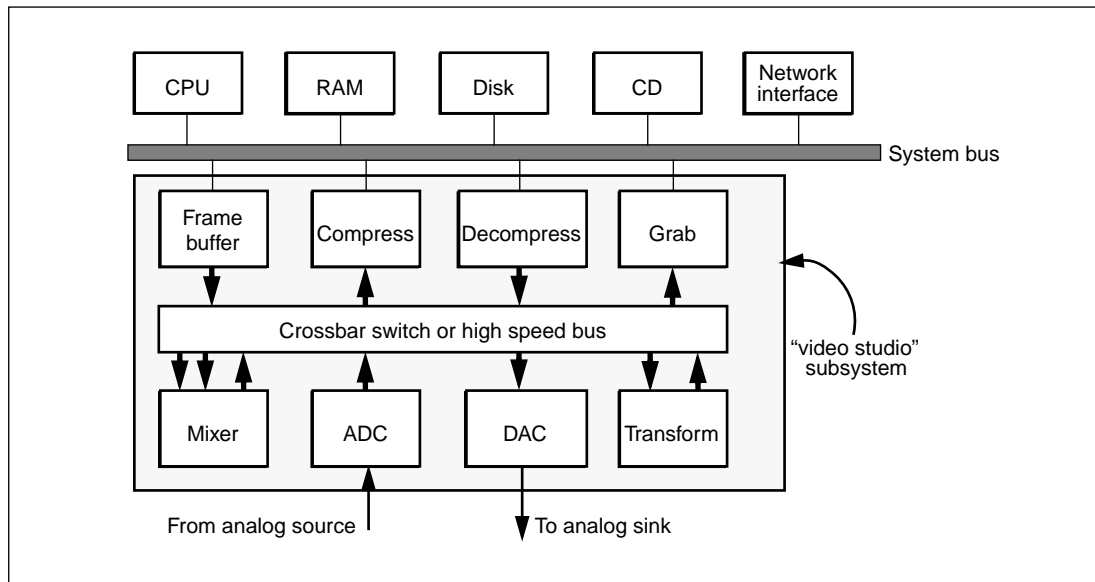 CPU
RAM
Disk
CD
Network
interface
System bus
Frame
buffer
Compress
Decompress
Grab
Crossbar switch or high speed bus
“video studio”
subsystem
Mixer
ADC
DAC
Transform
From analog source
To analog sink